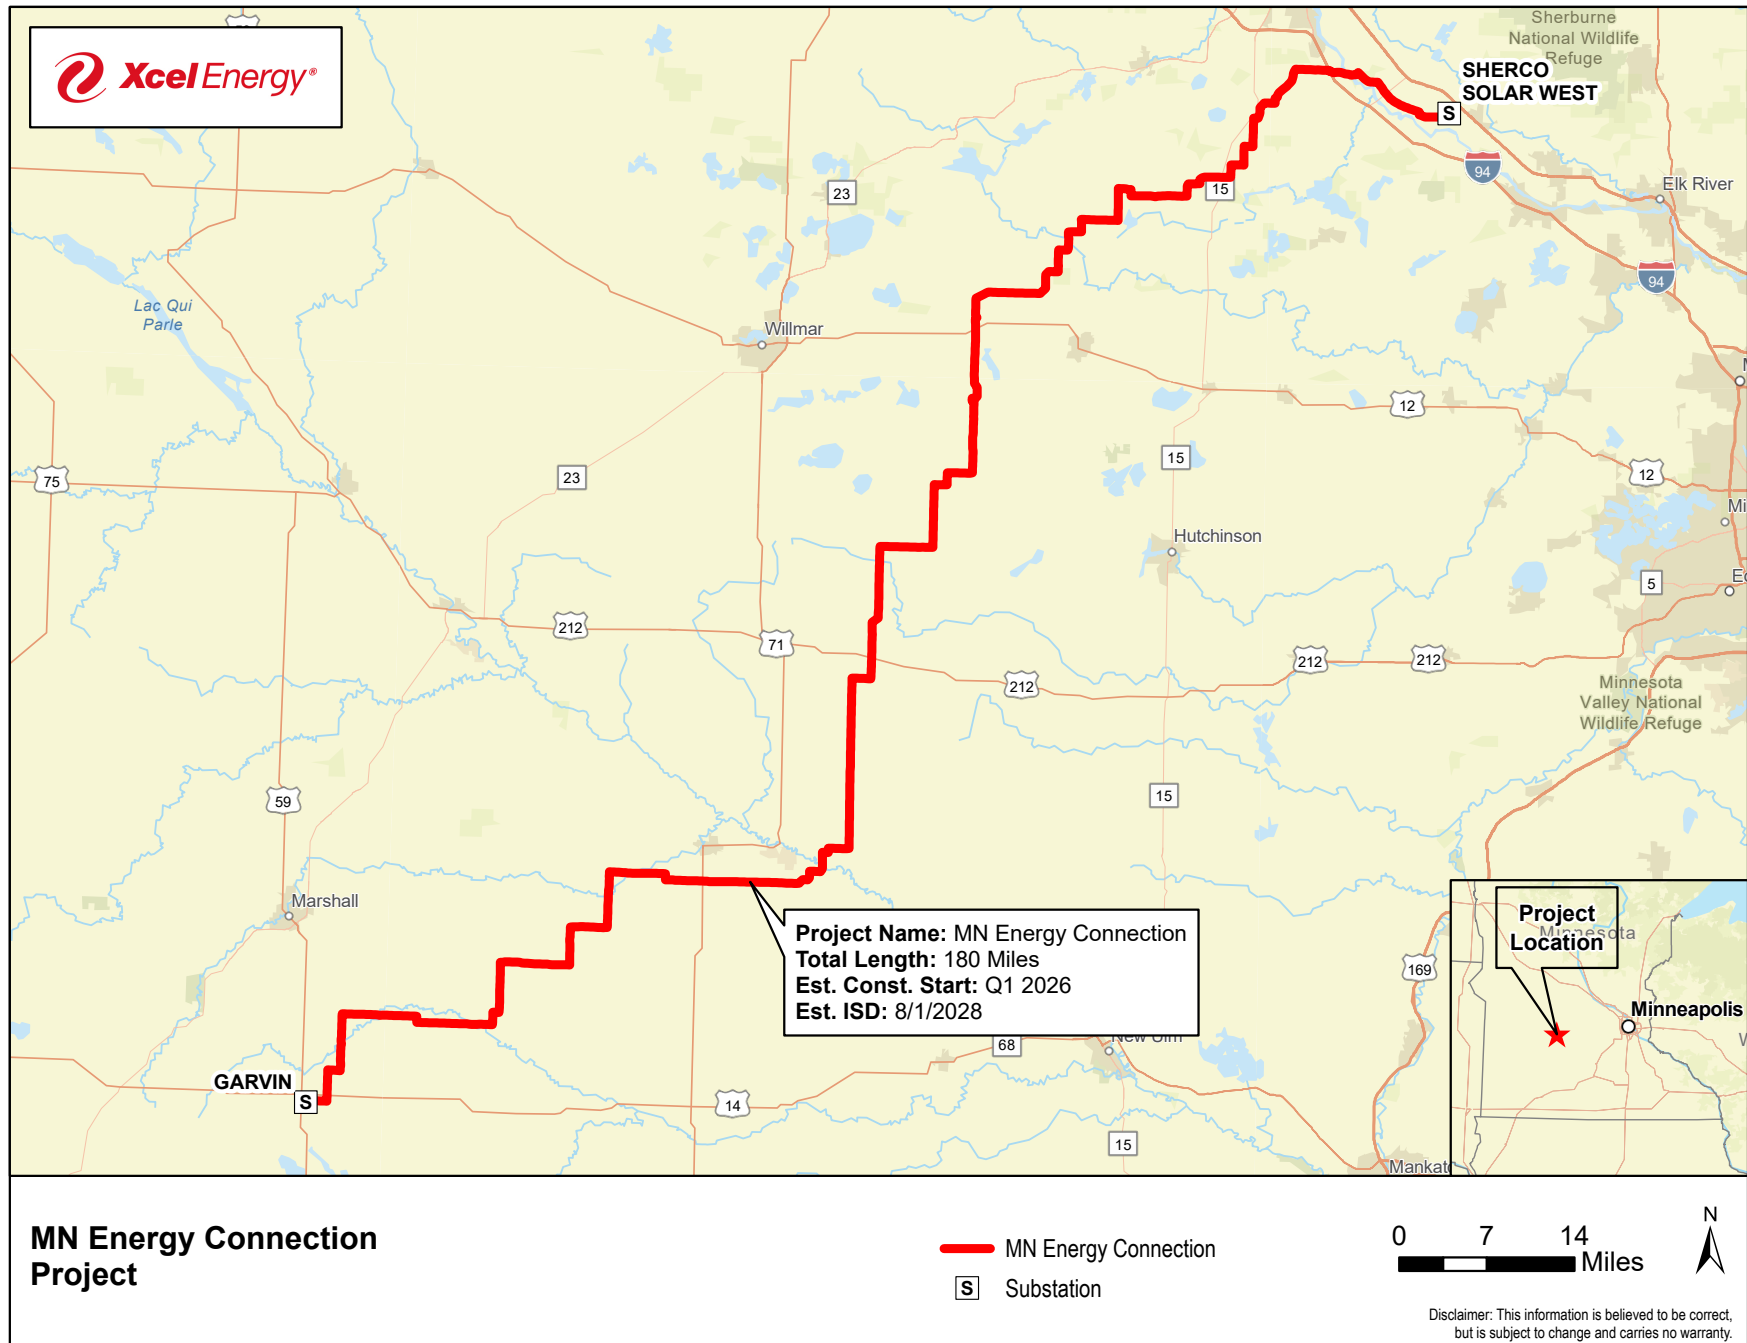 Xcel Energy®
Sherburne
National Wildlife
Refuge
SHERCO
SOLAR WEST
S
94
Elk River
94
23
15
Lac Qui
Parle
Willmar
12
12
75
23
15
Hutchinson
5
212
71
212
212
212
Minnesota
Valley National
Wildlife Refuge
59
15
Marshall
Project Name: MN Energy Connection
Total Length: 180 Miles
Est. Const. Start: Q1 2026
Est. ISD: 8/1/2028
169
68
New Ulm
GARVIN
S
14
15
Project
Location
Minnesota
Minneapolis
MN Energy Connection
Project
MN Energy Connection
S Substation
0 7 14
Miles
N
Disclaimer: This information is believed to be correct,
but is subject to change and carries no warranty.